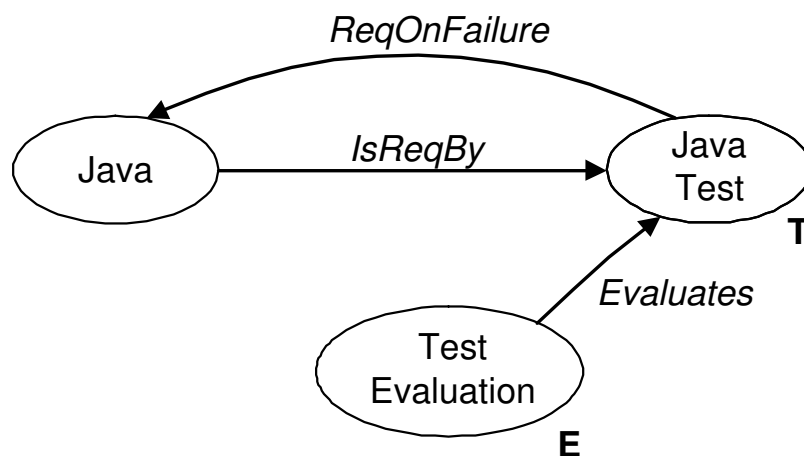 ReqOnFailure
IsReqBy
Java
Java
Test
T
Evaluates
Test
Evaluation
E